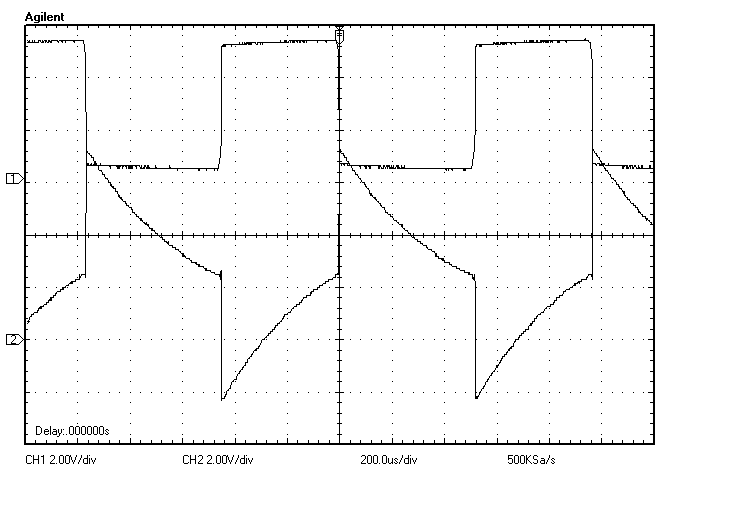 Agilent
1
2
Delay:.000000s
CH1 2.00V/div CH2 2.00V/div 200.0us/div 500KSa/s